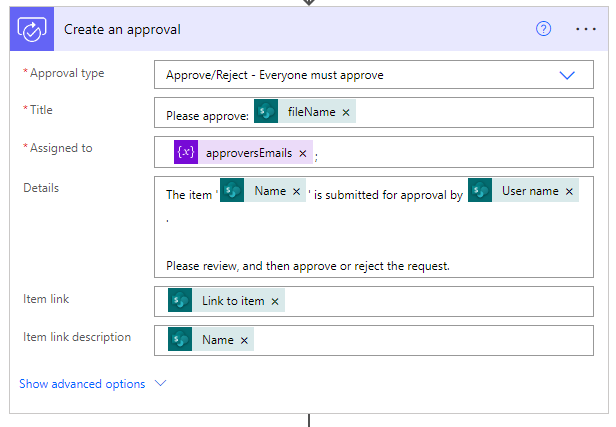 Create an approval
* Approval type Approve/Reject - Everyone must approve
* Title Please approve: fileName ×
* Assigned to {x} approversEmails × ;
Details
The item ' Name × ' is submitted for approval by User name ×
.
Please review, and then approve or reject the request.
Item link Link to item ×
Item link description Name ×
Show advanced options